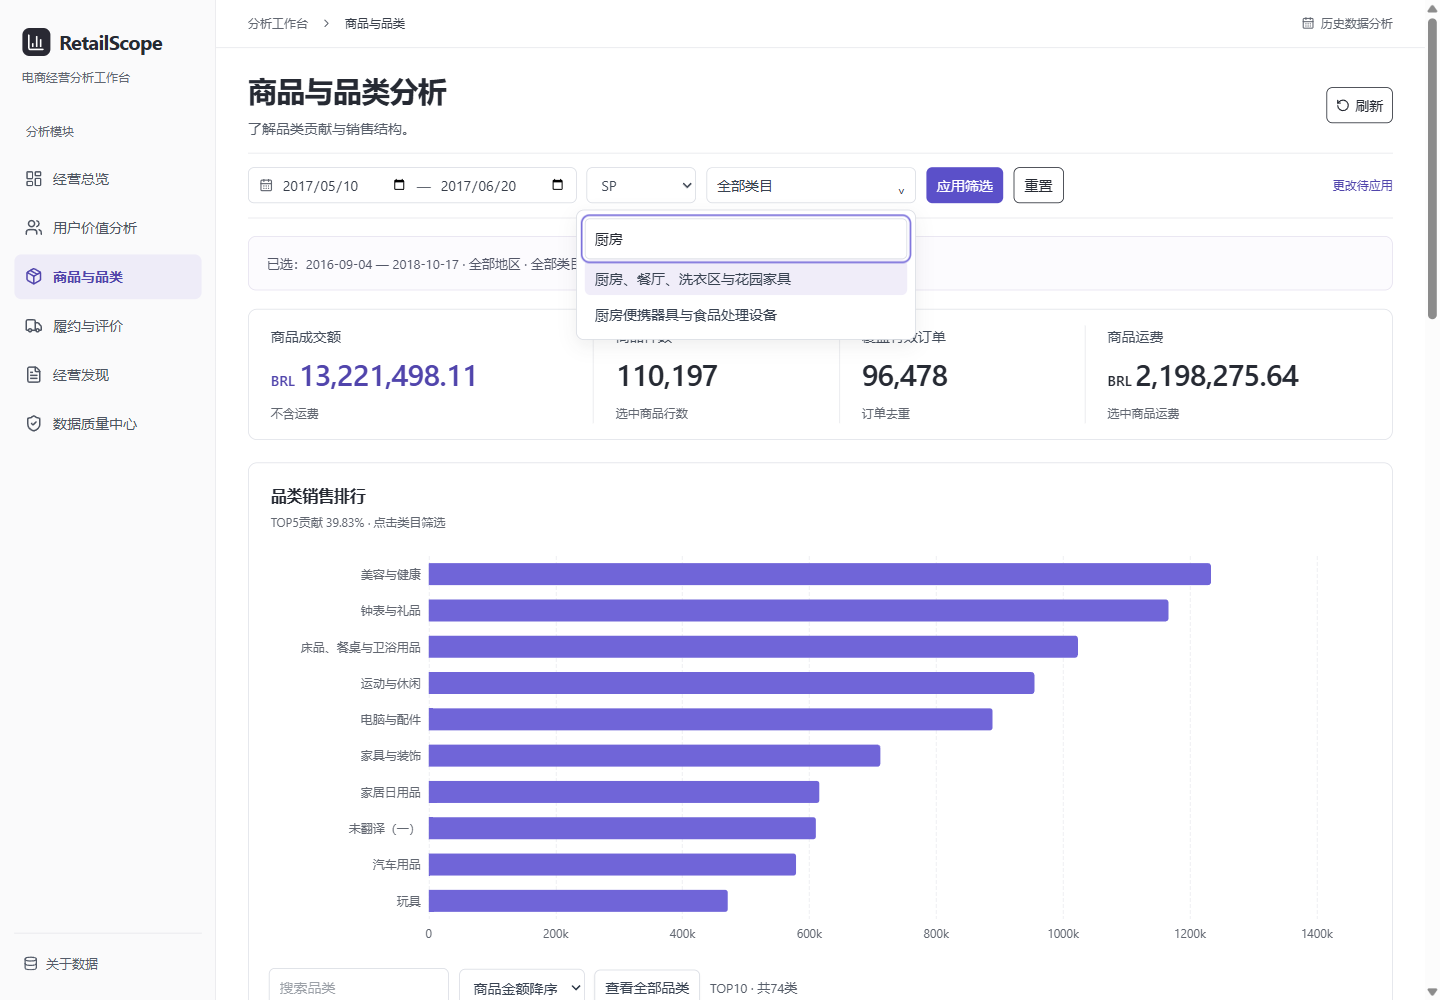 RetailScope
电商经营分析工作台
分析模块
经营总览
用户价值分析
商品与品类
履约与评价
经营发现
数据质量中心
关于数据
分析工作台 > 商品与品类
历史数据分析
商品与品类分析
了解品类贡献与销售结构。
刷新
2017/05/10 — 2017/06/20
SP
全部类目
应用筛选
重置
更改待应用
厨房
厨房、餐厅、洗衣区与花园家具
厨房便携器具与食品处理设备
已选：2016-09-04 — 2018-10-17 · 全部地区 · 全部类目
商品成交额
BRL 13,221,498.11
不含运费
商品件数
110,197
选中商品行数
覆盖有效订单
96,478
订单去重
商品运费
BRL 2,198,275.64
选中商品运费
品类销售排行
TOP5贡献 39.83% · 点击类目筛选
美容与健康
钟表与礼品
床品、餐桌与卫浴用品
运动与休闲
电脑与配件
家具与装饰
家居日用品
未翻译（一）
汽车用品
玩具
0 200k 400k 600k 800k 1000k 1200k 1400k
搜索品类
商品金额降序
查看全部品类
TOP10 · 共74类